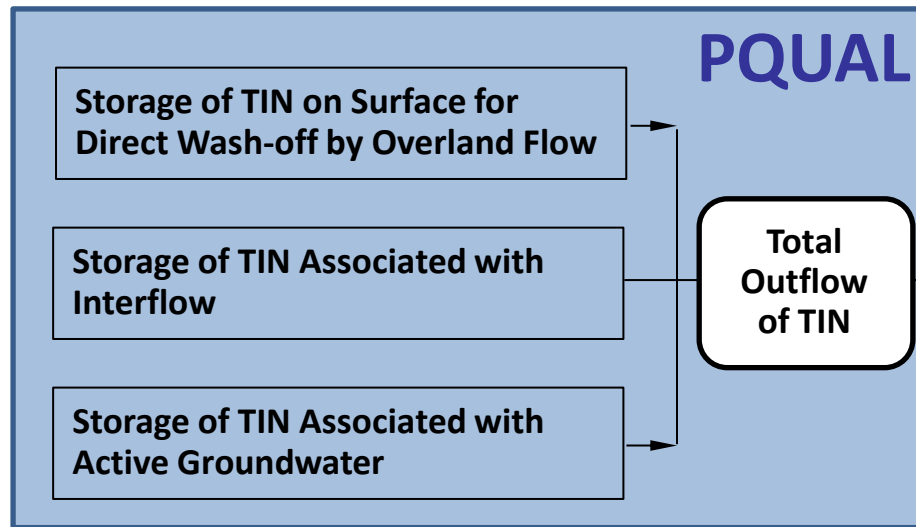 PQUAL
Storage of TIN on Surface for
Direct Wash-off by Overland Flow
Storage of TIN Associated with
Interflow
Storage of TIN Associated with
Active Groundwater
Total
Outflow
of TIN